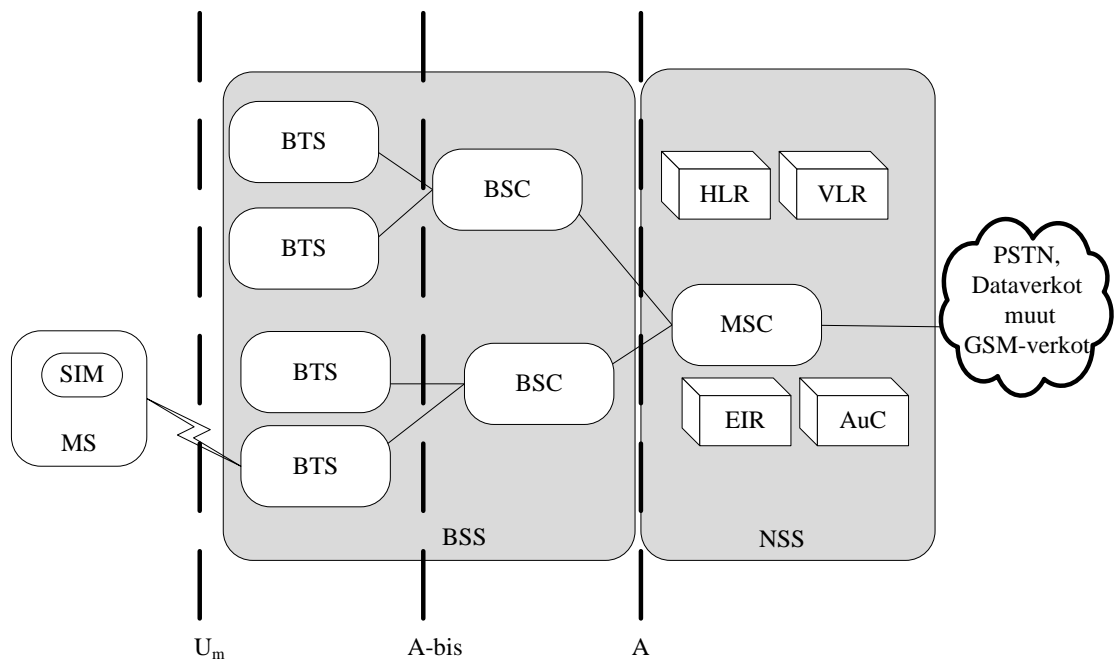 BTS
BSC
HLR
VLR
BTS
PSTN,
Dataverkot
muut
GSM-verkot
MSC
SIM
MS
BTS
BSC
EIR
AuC
BTS
BSS
NSS
Um
A-bis
A